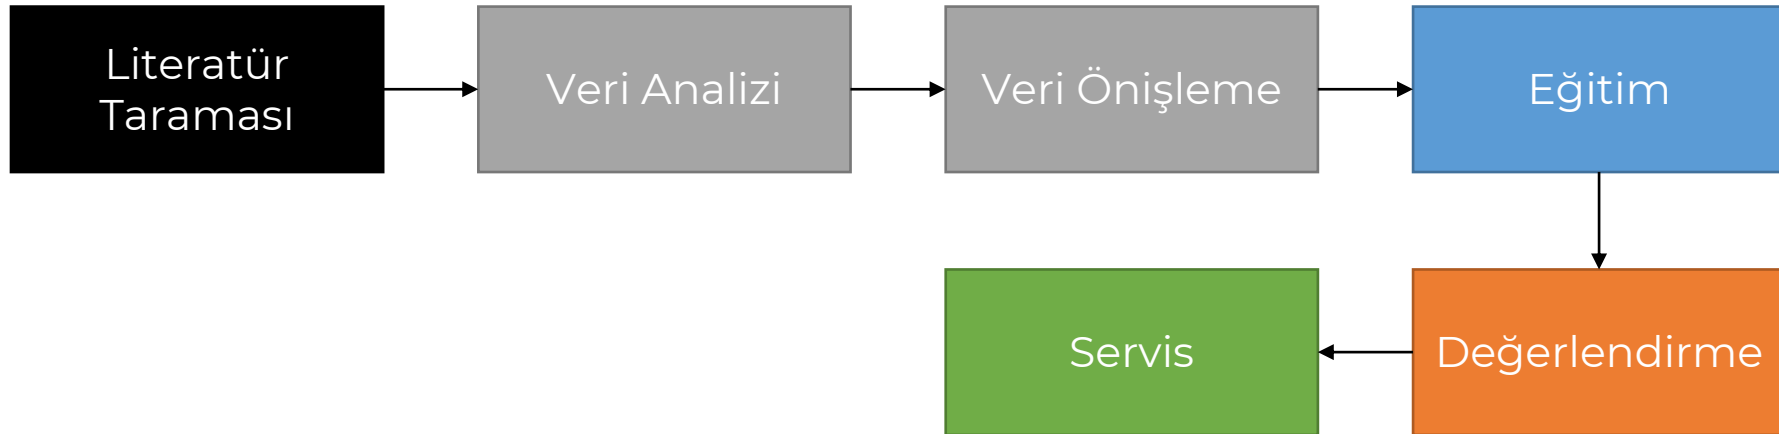 Literatür
Taraması
Veri Analizi
Veri Önişleme
Eğitim
Servis
Değerlendirme